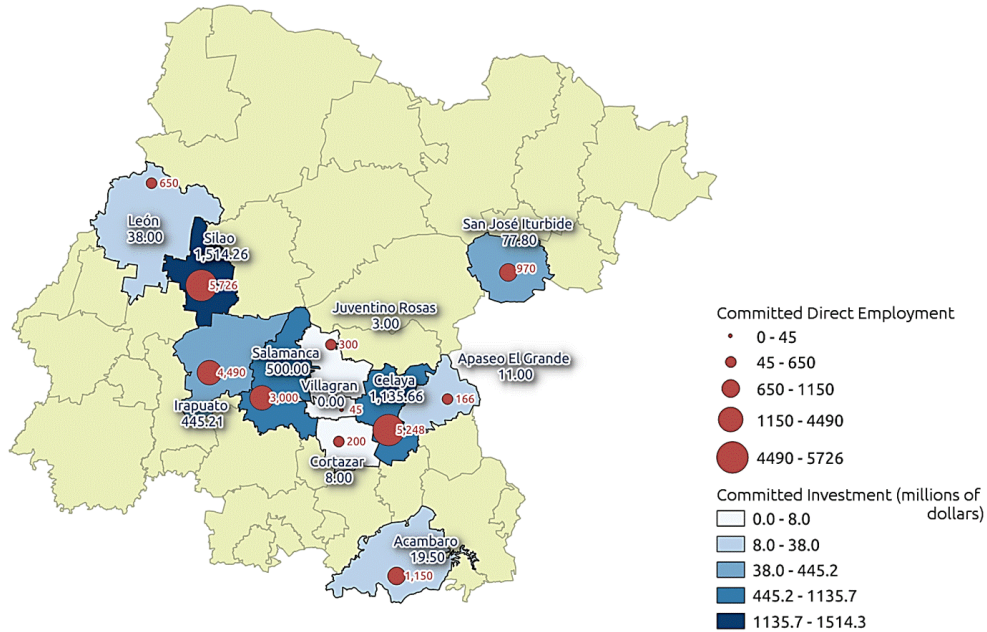 650
León
38.00
Silao
1,514.26
5,726
San José Iturbide
77.80
970
Juventino Rosas
3.00
300
Salamanca
500.00
4,490
Irapuato
445.21
3,000
Villagran
0.00
45
Celaya
1,135.66
5,248
Apaseo El Grande
11.00
166
200
Cortazar
8.00
Acambaro
19.50
1,150
Committed Direct Employment
0 - 45
45 - 650
650 - 1150
1150 - 4490
4490 - 5726
Committed Investment (millions of
dollars)
0.0 - 8.0
8.0 - 38.0
38.0 - 445.2
445.2 - 1135.7
1135.7 - 1514.3